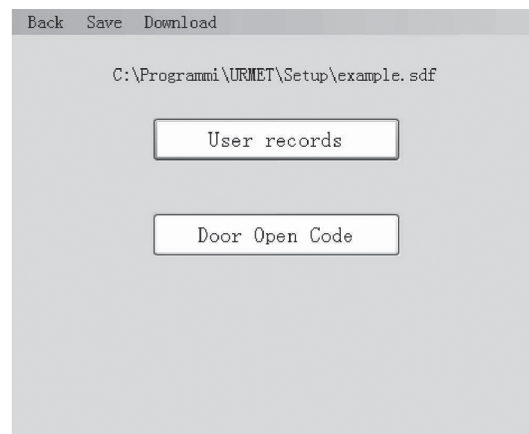 Back Save Download
C:\Programmi\URMET\Setup\example.sdf
User records
Door Open Code